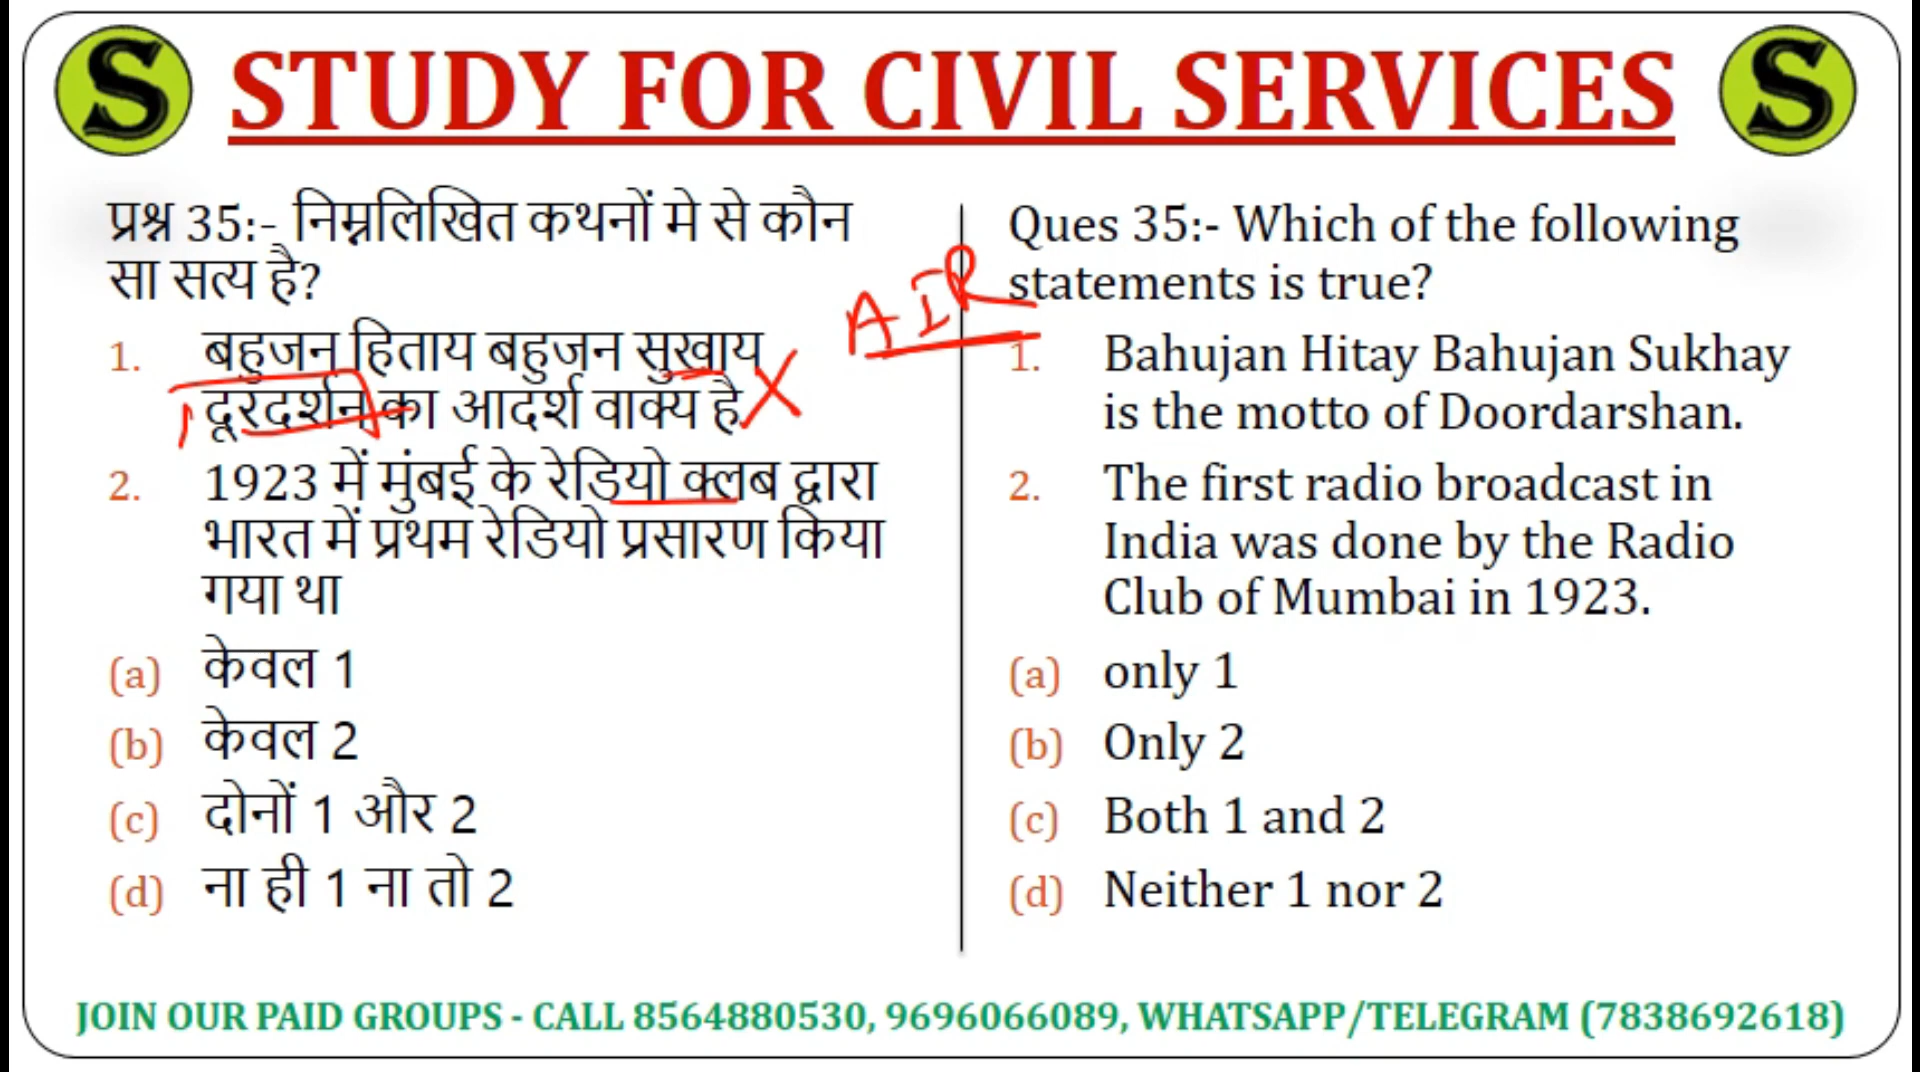 S STUDY FOR CIVIL SERVICES S
प्रश्न 35:- निम्नलिखित कथनों मे से कौन
सा सत्य है?
1. बहुजन हिताय बहुजन सुखाय
दूरदर्शन का आदर्श वाक्य है
2. 1923 में मुंबई के रेडियो क्लब द्वारा
भारत में प्रथम रेडियो प्रसारण किया
गया था
(a) केवल 1
(b) केवल 2
(c) दोनों 1 और 2
(d) ना ही 1 ना तो 2
AIR
Ques 35:- Which of the following
statements is true?
1. Bahujan Hitay Bahujan Sukhay
is the motto of Doordarshan.
2. The first radio broadcast in
India was done by the Radio
Club of Mumbai in 1923.
(a) only 1
(b) Only 2
(c) Both 1 and 2
(d) Neither 1 nor 2
JOIN OUR PAID GROUPS - CALL 8564880530, 9696066089, WHATSAPP/TELEGRAM (7838692618)